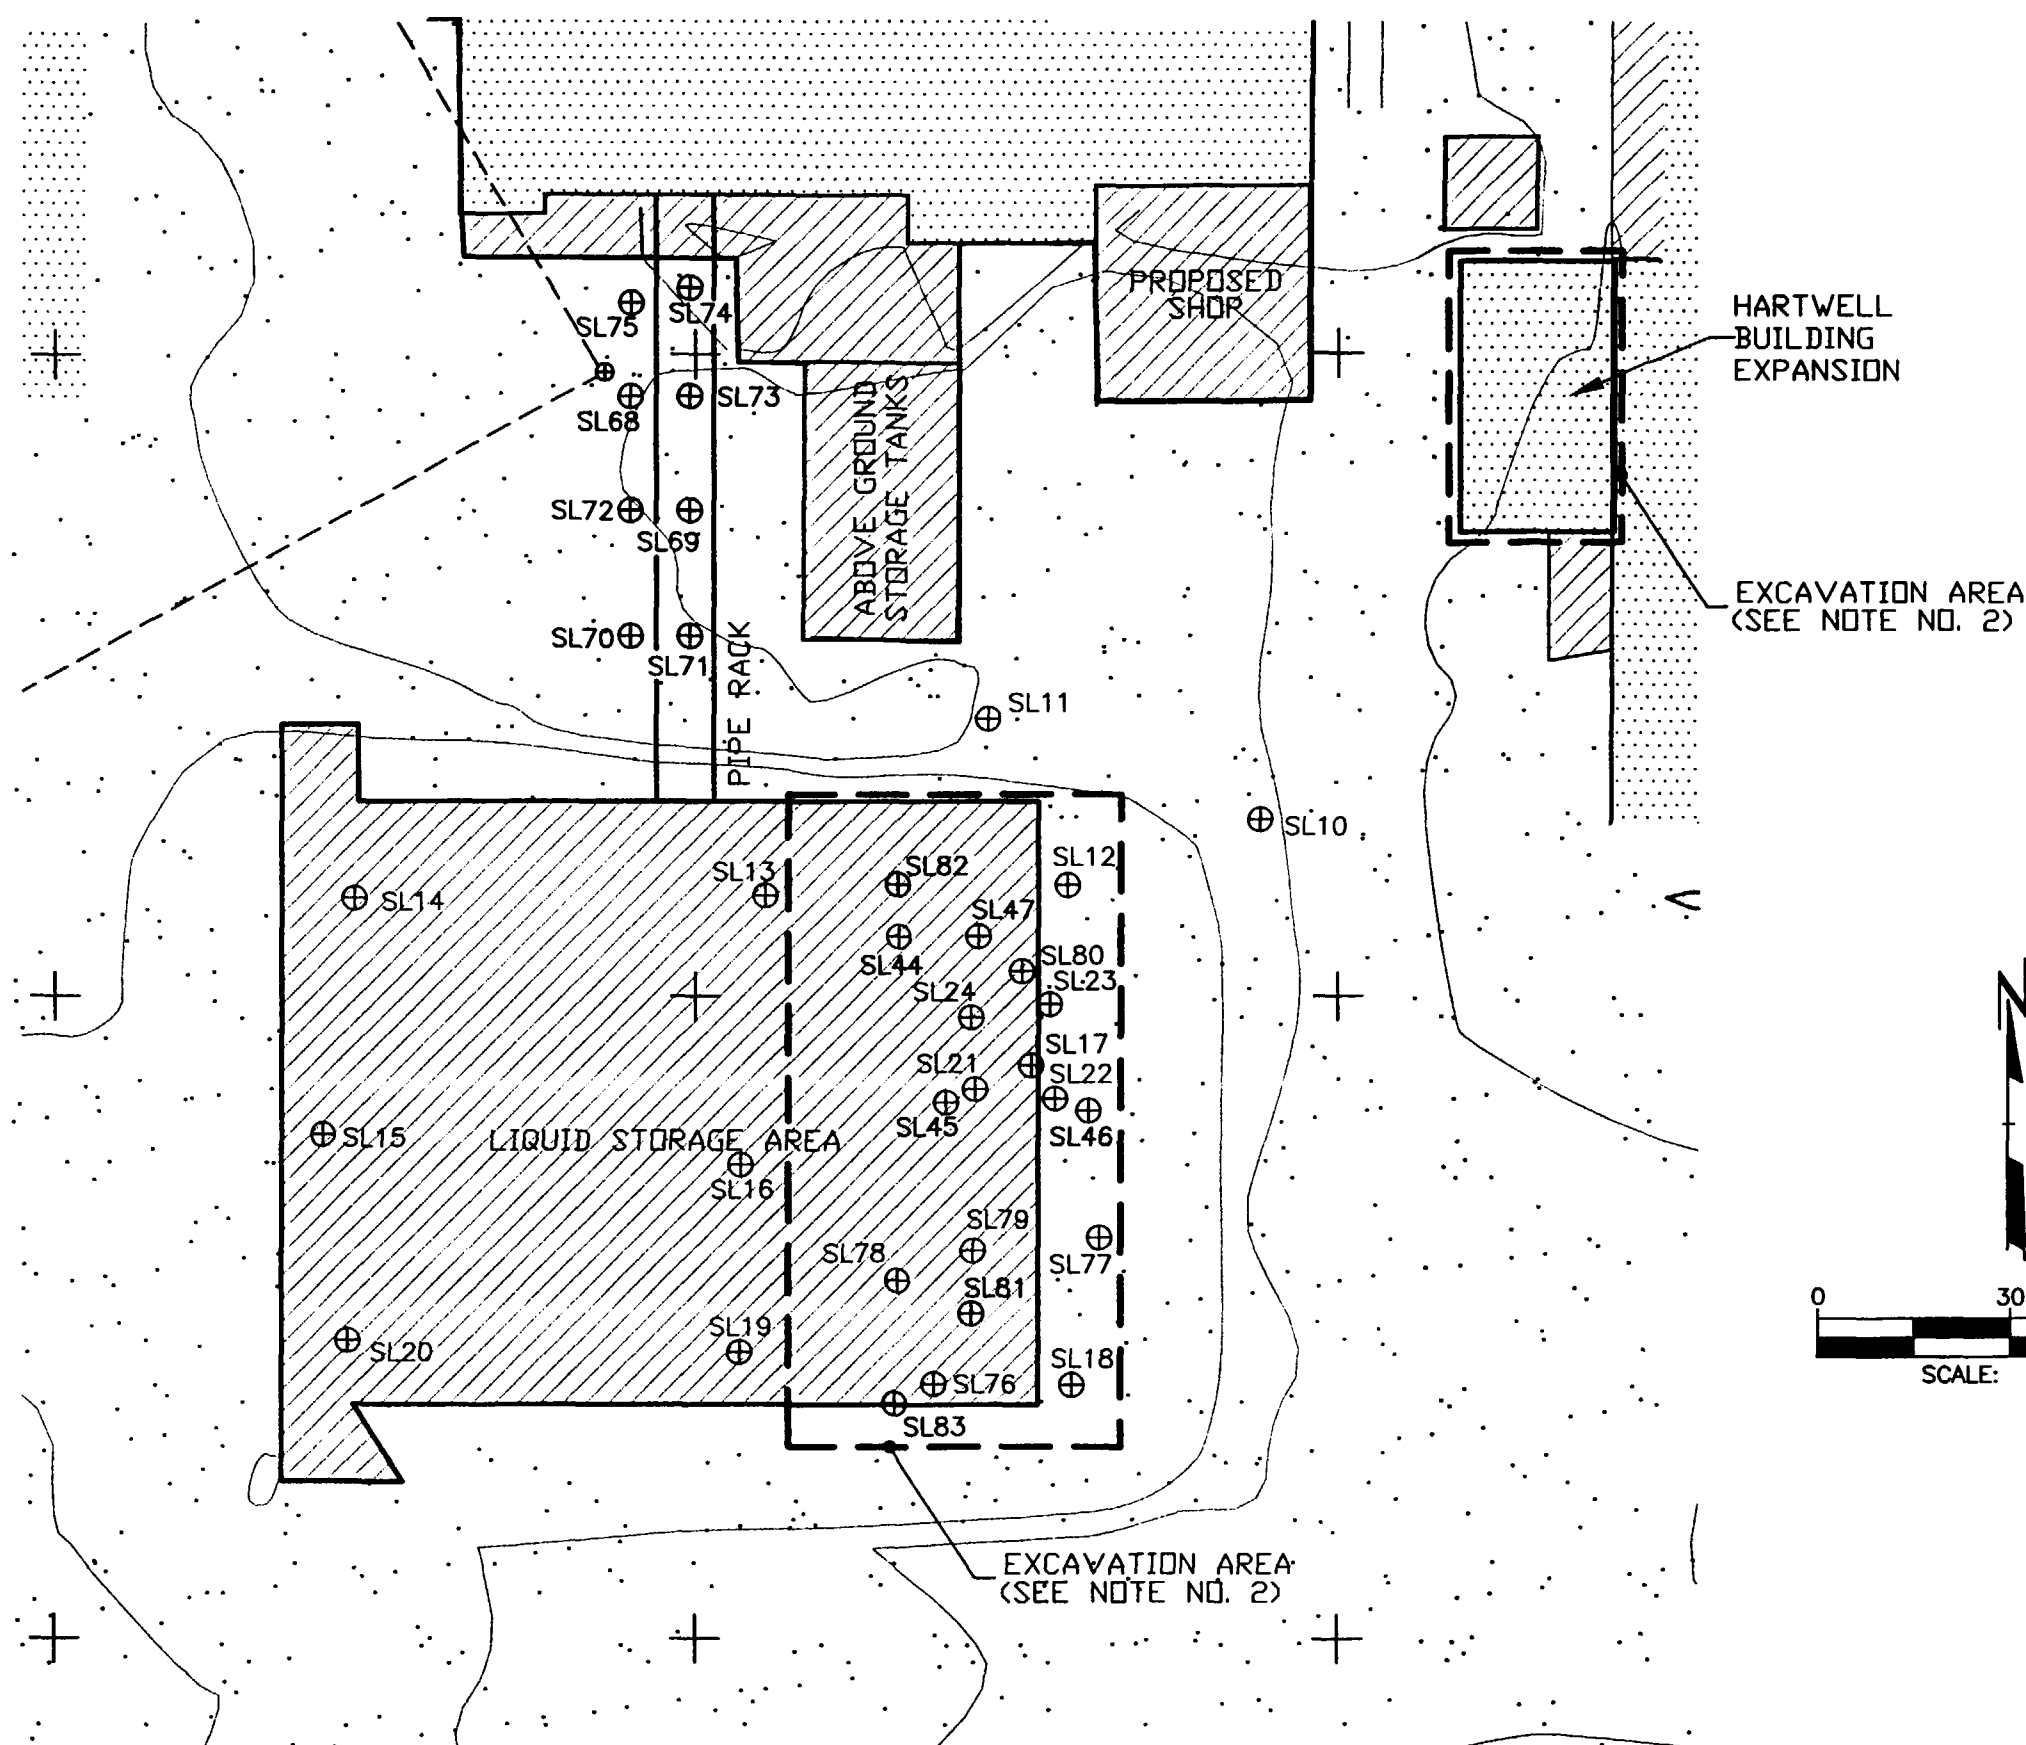 SL75
SL74
PROPOSED
SHOP
HARTWELL
BUILDING
EXPANSION
SL68
SL73
ABOVE GROUND
STORAGE TANKS
SL72
SL69
EXCAVATION AREA
(SEE NOTE NO. 2)
SL70
SL71
PIPE RACK
SL11
SL10
SL12
SL13
SL82
SL14
SL47
SL44
SL80
SL23
SL24
SL17
SL21
SL22
SL45
SL46
SL15
LIQUID STORAGE AREA
SL16
SL79
SL78
SL77
SL81
SL19
SL20
SL18
SL76
SL83
N
0 30
SCALE:
EXCAVATION AREA
(SEE NOTE NO. 2)